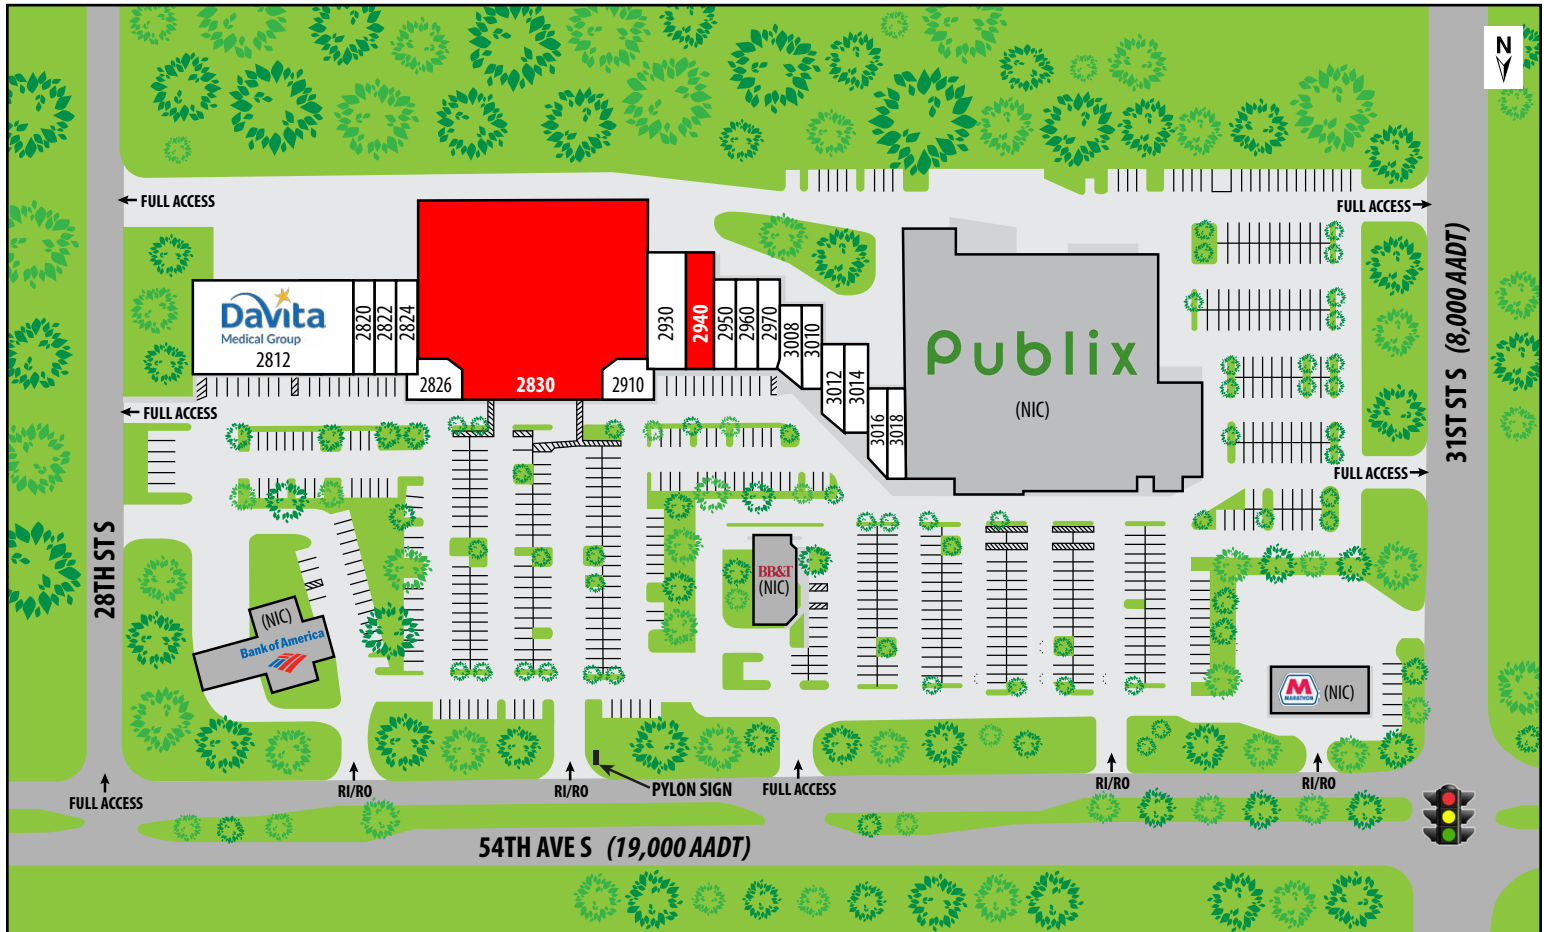 N
FULL ACCESS
FULL ACCESS
DaVita
Medical Group
2812
2820
2822
2824
2826
2830
2910
2930
2940
2950
2960
2970
3008
3010
3012
3014
3016
3018
Publix
(NIC)
31ST ST S (8,000 AADT)
FULL ACCESS
FULL ACCESS
28TH ST S
(NIC)
Bank of America
BB&T
(NIC)
M
MARATHON
(NIC)
FULL ACCESS
RI/RO
RI/RO
PYLON SIGN
FULL ACCESS
RI/RO
RI/RO
54TH AVE S (19,000 AADT)